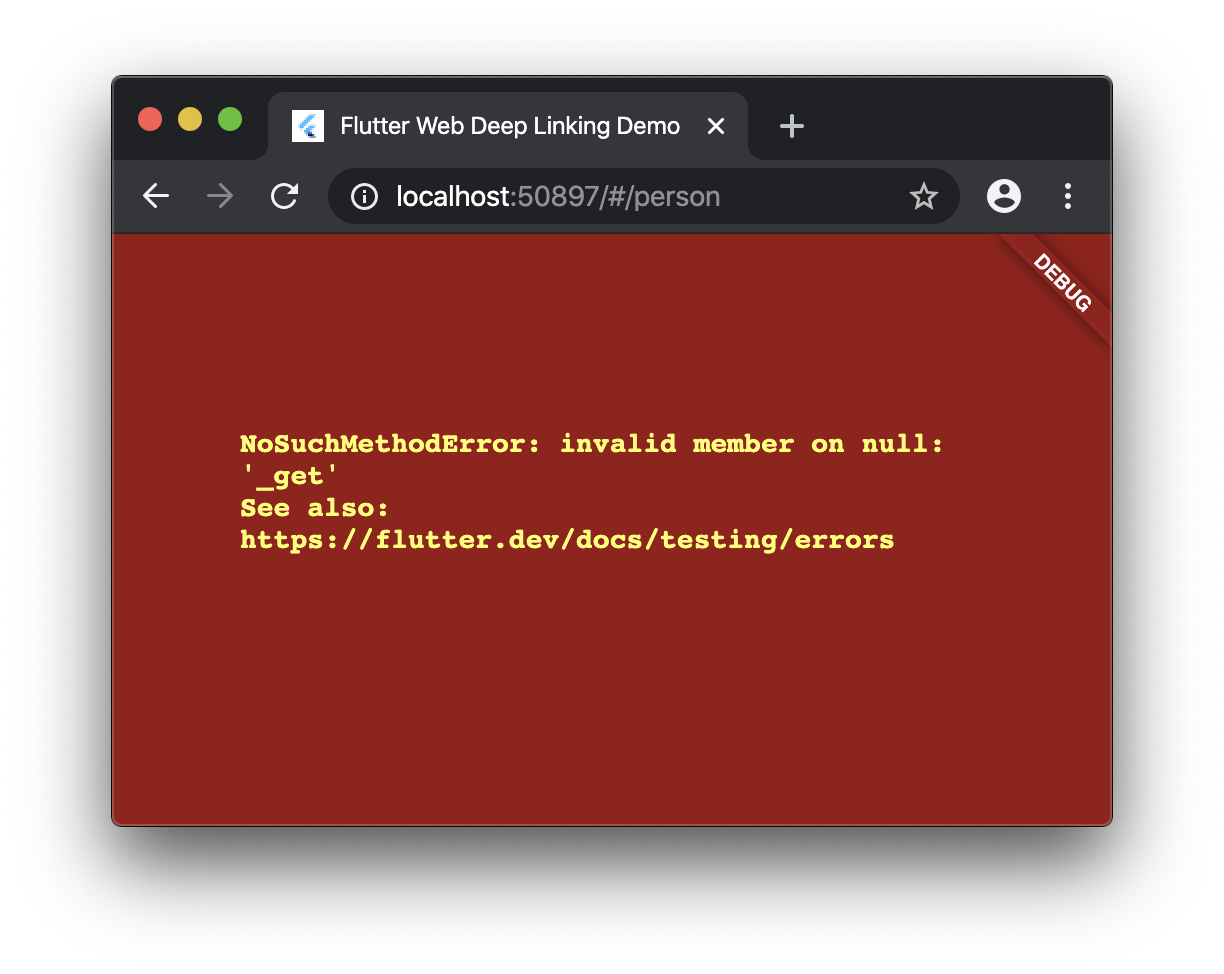 Flutter Web Deep Linking Demo
localhost:50897/#/person
DEBUG
NoSuchMethodError: invalid member on null:
'_get'
See also:
https://flutter.dev/docs/testing/errors